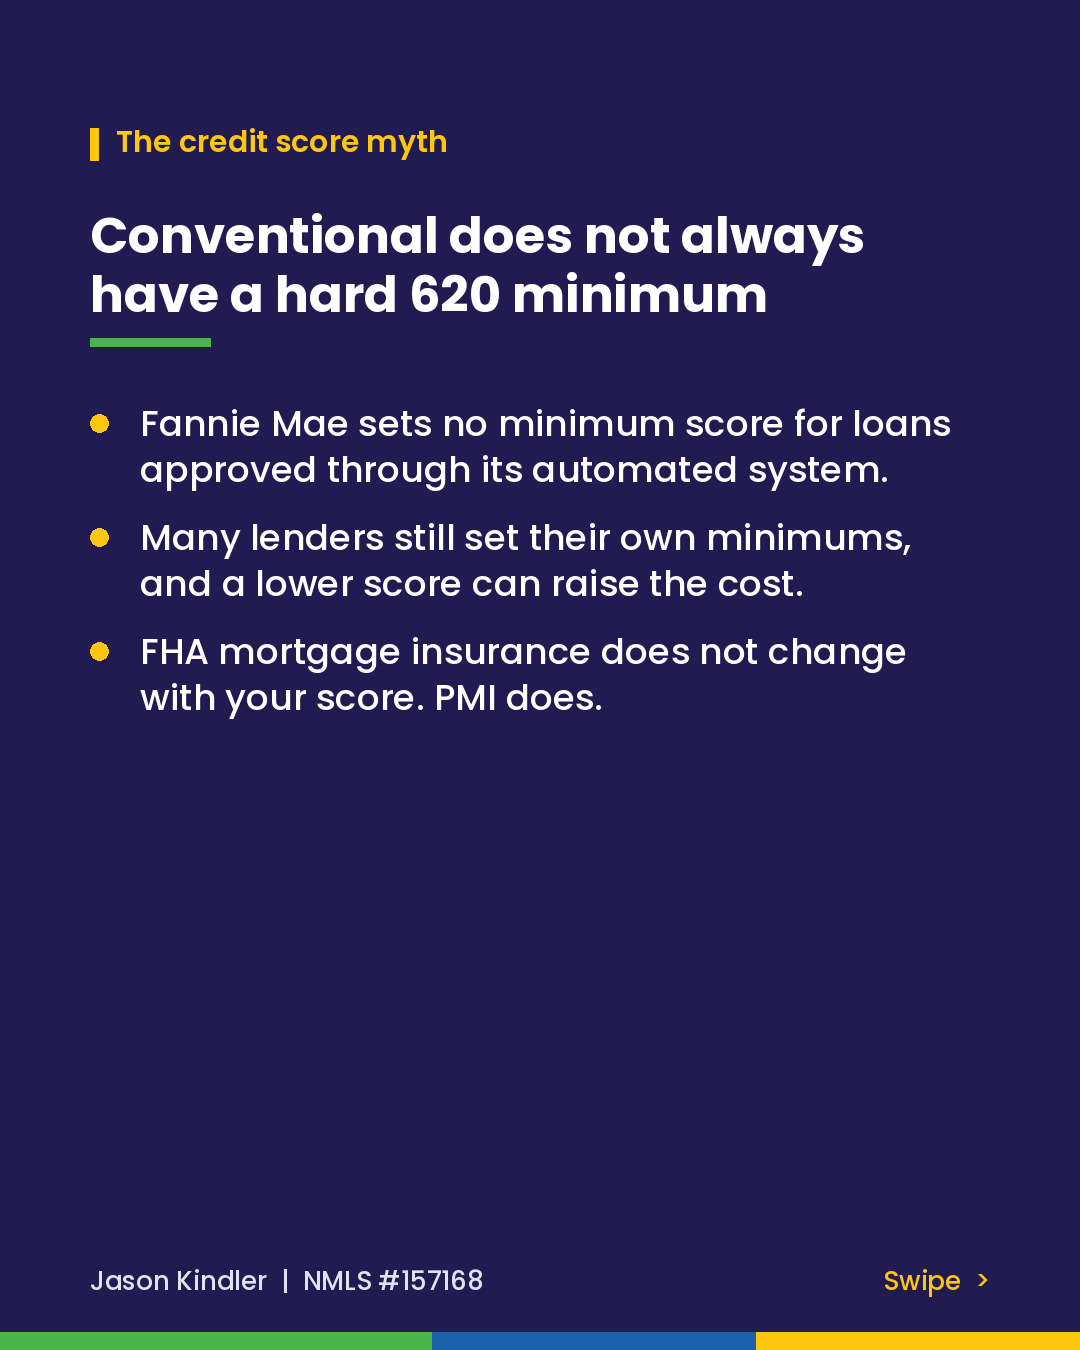 The credit score myth
Conventional does not always
have a hard 620 minimum
Fannie Mae sets no minimum score for loans
approved through its automated system.
Many lenders still set their own minimums,
and a lower score can raise the cost.
FHA mortgage insurance does not change
with your score. PMI does.
Jason Kindler | NMLS #157168
Swipe >